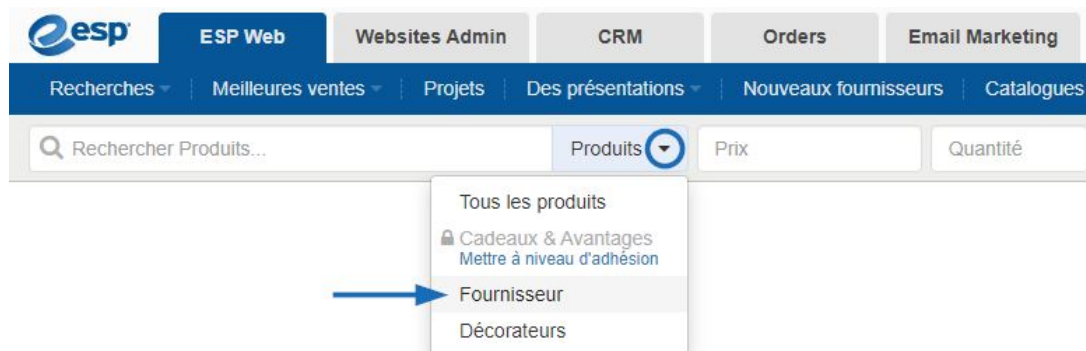 esp ESP Web Websites Admin CRM Orders Email Marketing
Recherches Meilleures ventes Projets Des présentations Nouveaux fournisseurs Catalogues
Rechercher Produits... Produits Prix Quantité
Tous les produits
Cadeaux & Avantages
Mettre à niveau d'adhésion
Fournisseur
Décorateurs